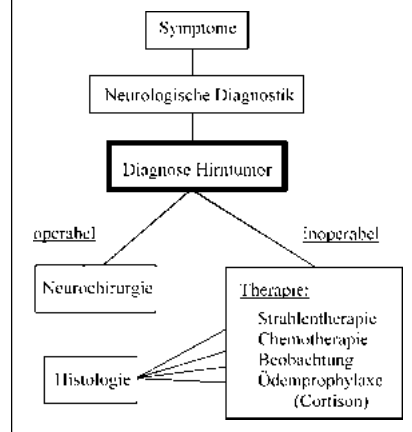 Symptome
Neurologische Diagnostik
Diagnose Hirntumor
operabel
inoperabel
Neurochirurgie
Therapie:
Strahlentherapie
Chemotherapie
Beobachtung
Ödemprophylaxe
(Cortison)
Histologie